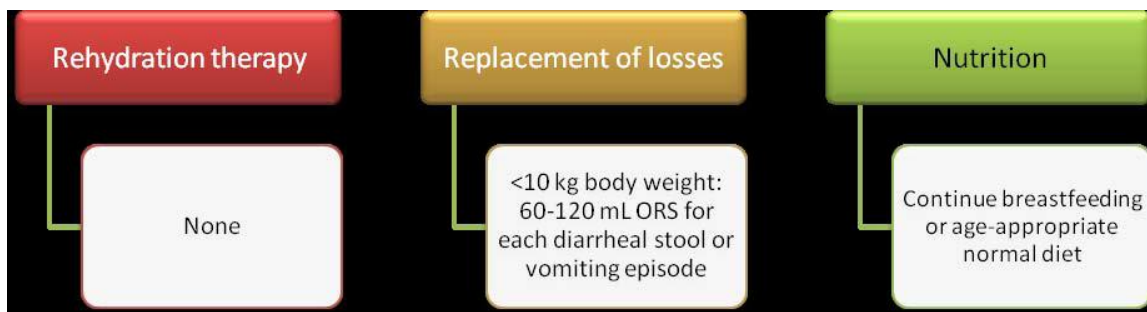 Rehydration therapy
None
Replacement of losses
<10 kg body weight:
60-120 mL ORS for
each diarrheal stool or
vomiting episode
Nutrition
Continue breastfeeding
or age-appropriate
normal diet